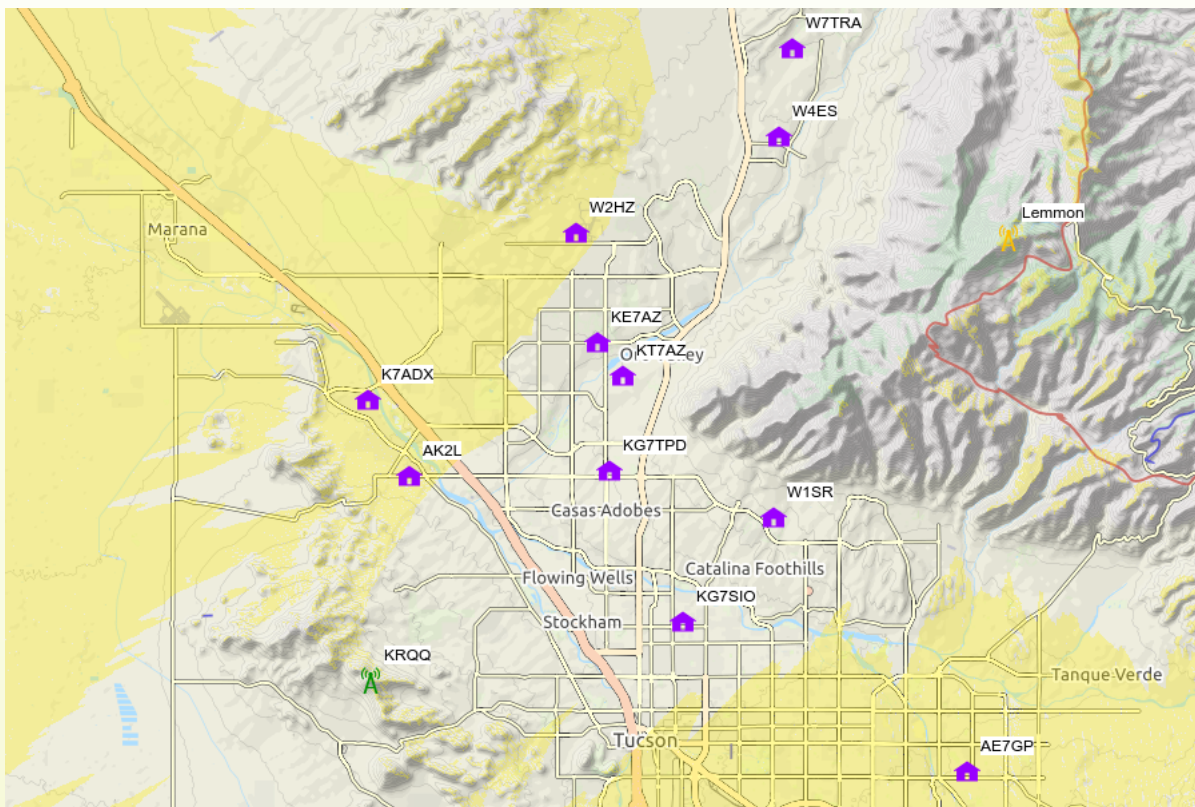 W7TRA
W4ES
W2HZ
Lemmon
Marana
KE7AZ
KT7AZ
K7ADX
AK2L
KG7TPD
W1SR
Casas Adobes
Flowing Wells
Catalina Foothills
KG7SIO
Stockham
KRQQ
Tanque Verde
Tucson
AE7GP